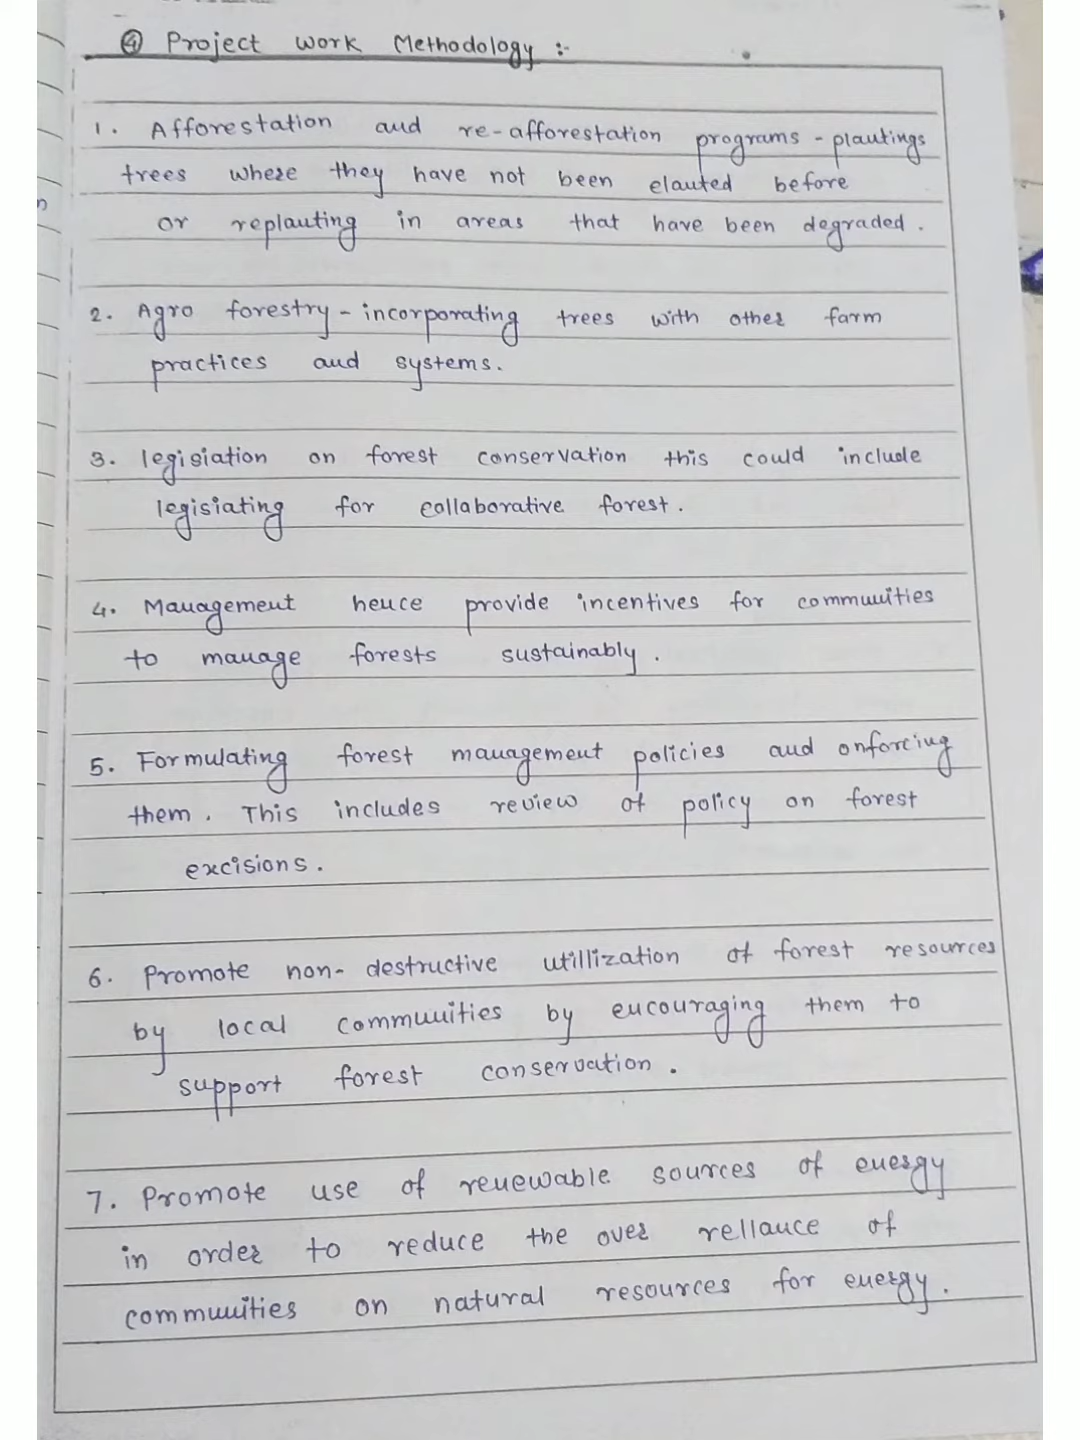 ④ Project work Methodology :-
1. Afforestation and re-afforestation programs - plantings
trees where they have not been elauted before
or replauting in areas that have been degraded.
2. Agro forestry - incorporating trees with other farm
practices and systems.
3. legisiation on forest conservation this could include
legisiating for collaborative forest.
4. Management hence provide incentives for communities
to manage forests sustainably.
5. Formulating forest management policies and onforcing
them. This includes review of policy on forest
excisions.
6. Promote non-destructive utillization of forest resources
by local communities by encouraging them to
support forest conservation.
7. Promote use of renewable sources of energy
in order to reduce the over rellance of
communities on natural resources for energy.